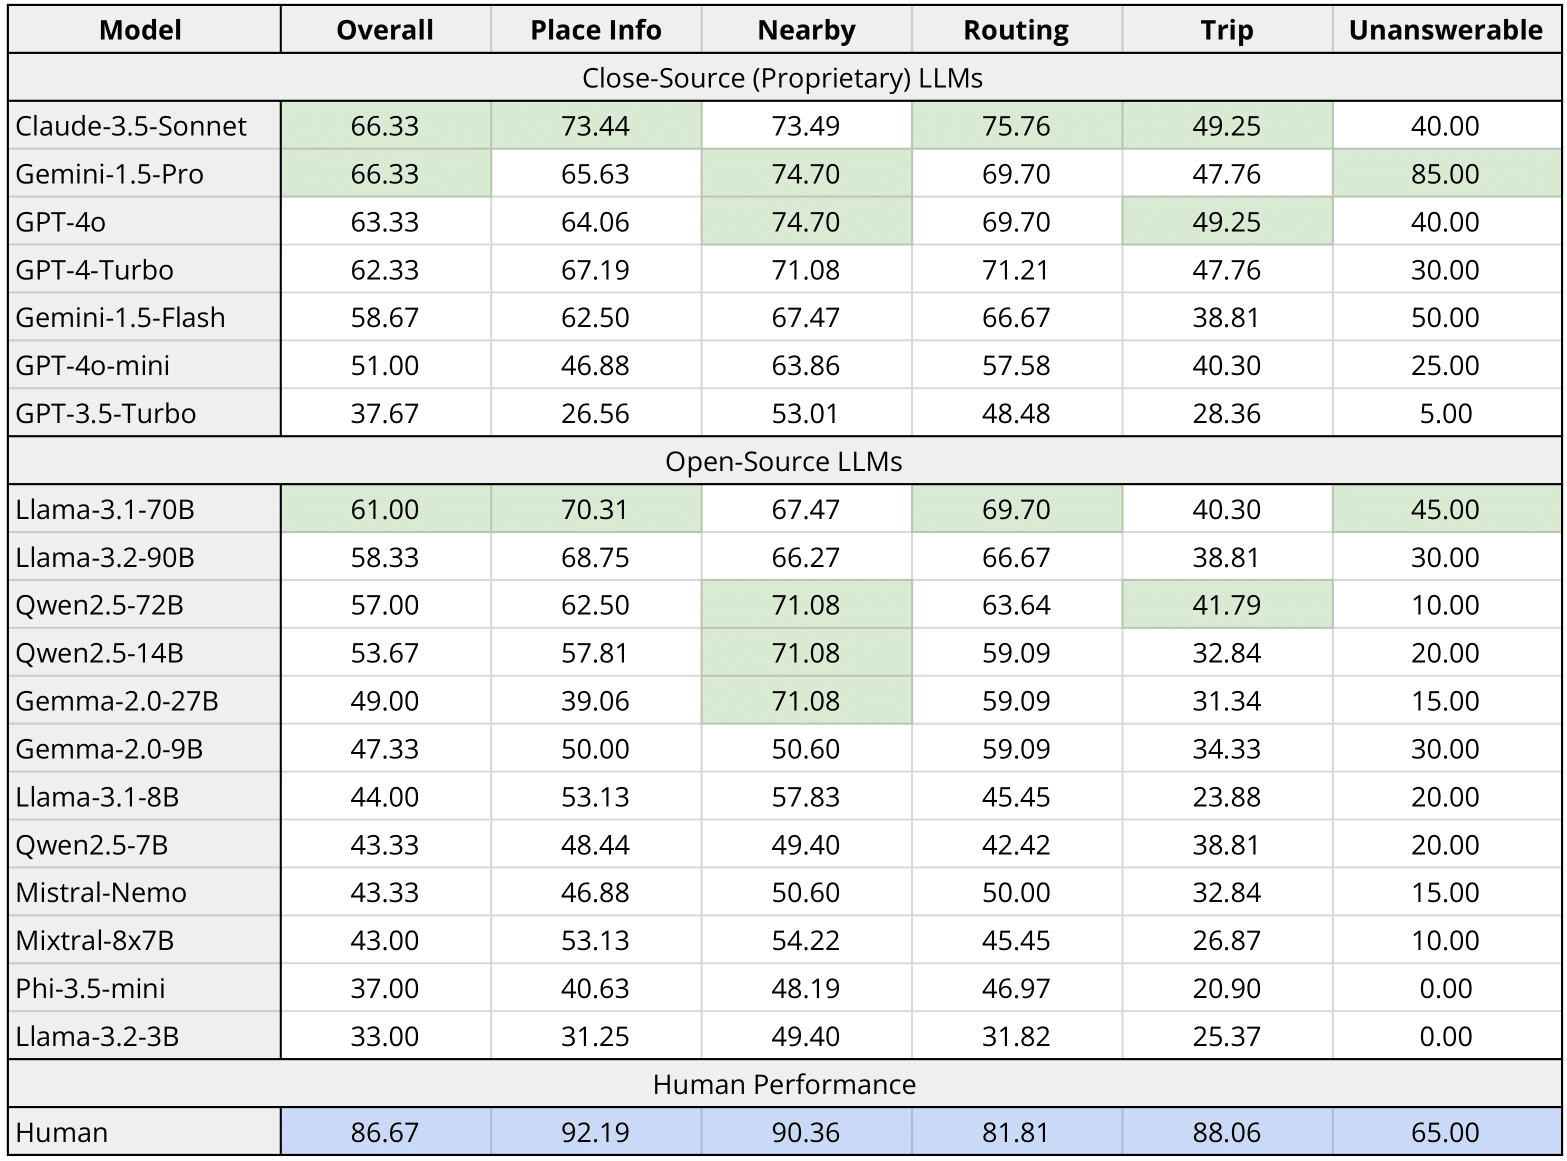 Model Overall Place Info Nearby Routing Trip Unanswerable
Close-Source (Proprietary) LLMs
Claude-3.5-Sonnet 66.33 73.44 73.49 75.76 49.25 40.00
Gemini-1.5-Pro 66.33 65.63 74.70 69.70 47.76 85.00
GPT-4o 63.33 64.06 74.70 69.70 49.25 40.00
GPT-4-Turbo 62.33 67.19 71.08 71.21 47.76 30.00
Gemini-1.5-Flash 58.67 62.50 67.47 66.67 38.81 50.00
GPT-4o-mini 51.00 46.88 63.86 57.58 40.30 25.00
GPT-3.5-Turbo 37.67 26.56 53.01 48.48 28.36 5.00
Open-Source LLMs
Llama-3.1-70B 61.00 70.31 67.47 69.70 40.30 45.00
Llama-3.2-90B 58.33 68.75 66.27 66.67 38.81 30.00
Qwen2.5-72B 57.00 62.50 71.08 63.64 41.79 10.00
Qwen2.5-14B 53.67 57.81 71.08 59.09 32.84 20.00
Gemma-2.0-27B 49.00 39.06 71.08 59.09 31.34 15.00
Gemma-2.0-9B 47.33 50.00 50.60 59.09 34.33 30.00
Llama-3.1-8B 44.00 53.13 57.83 45.45 23.88 20.00
Qwen2.5-7B 43.33 48.44 49.40 42.42 38.81 20.00
Mistral-Nemo 43.33 46.88 50.60 50.00 32.84 15.00
Mixtral-8x7B 43.00 53.13 54.22 45.45 26.87 10.00
Phi-3.5-mini 37.00 40.63 48.19 46.97 20.90 0.00
Llama-3.2-3B 33.00 31.25 49.40 31.82 25.37 0.00
Human Performance
Human 86.67 92.19 90.36 81.81 88.06 65.00